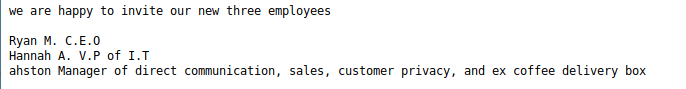 we are happy to invite our new three employees
Ryan M. C.E.O
Hannah A. V.P of I.T
ahston Manager of direct communication, sales, customer privacy, and ex coffee delivery box